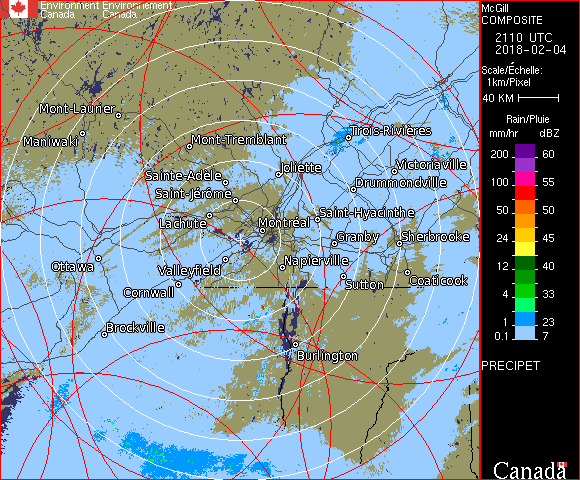 Environment Environnement
Canada Canada
McGill
COMPOSITE
2110 UTC
2018-02-04
Scale/Échelle:
1km/Pixel
40 KM
Rain/Pluie
mm/hr dBZ
200 60
100 55
50 50
24 45
12 40
4 33
1 23
0.1 7
PRECIPET
Canada
Mont-Laurier
Maniwaki
Mont-Tremblant
Trois-Rivières
Joliette
Victoriaville
Sainte-Adèle
Drummondville
Saint-Jérôme
Saint-Hyacinthe
Lachute
Montréal
Granby
Sherbrooke
Ottawa
Valleyfield
Napierville
Cornwall
Sutton
Coaticook
Brockville
Burlington